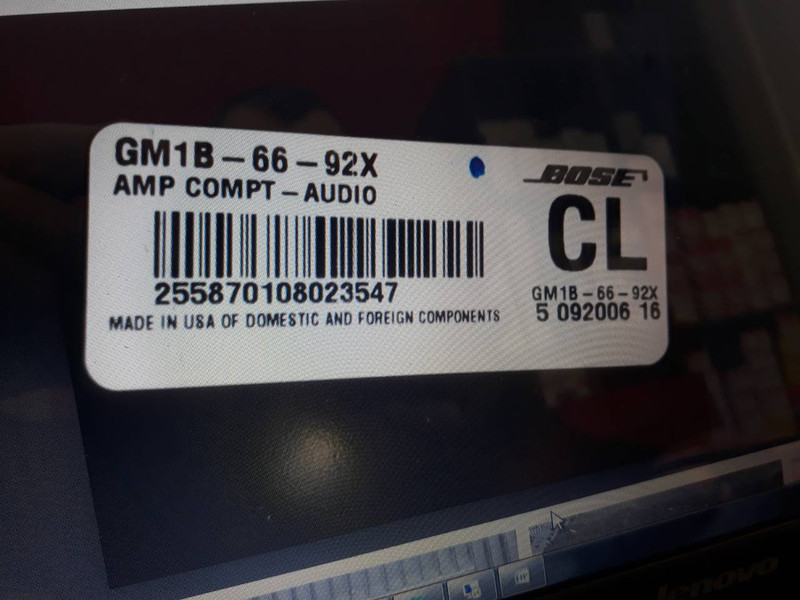 GM1B-66-92X
AMP COMPT-AUDIO
255870108023547
MADE IN USA OF DOMESTIC AND FOREIGN COMPONENTS
BOSE
CL
GM1B-66-92X
5 092006 16
lenovo